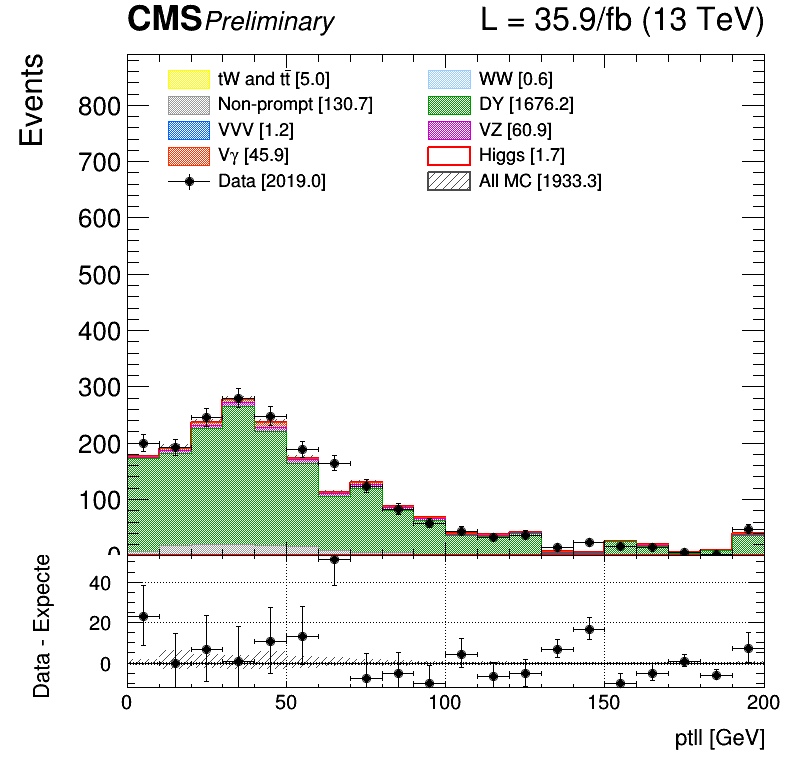 CMS Preliminary L = 35.9/fb (13 TeV)
Events
tW and tt̄ [5.0] WW [0.6]
Non-prompt [130.7] DY [1676.2]
VVV [1.2] VZ [60.9]
Vγ [45.9] Higgs [1.7]
Data [2019.0] All MC [1933.3]
800
700
600
500
400
300
200
100
0
Data - Expecte
40
20
0
0 50 100 150 200
ptll [GeV]